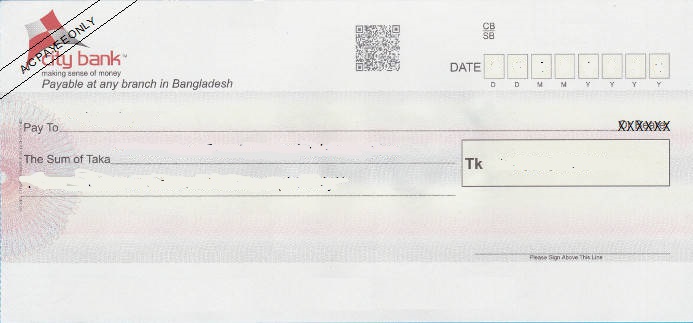 A/C PAYEE ONLY
city bank™
making sense of money
Payable at any branch in Bangladesh
CB
SB
DATE
D D M M Y Y Y Y
Pay To
XXXXXX
The Sum of Taka
Tk
Please Sign Above This Line